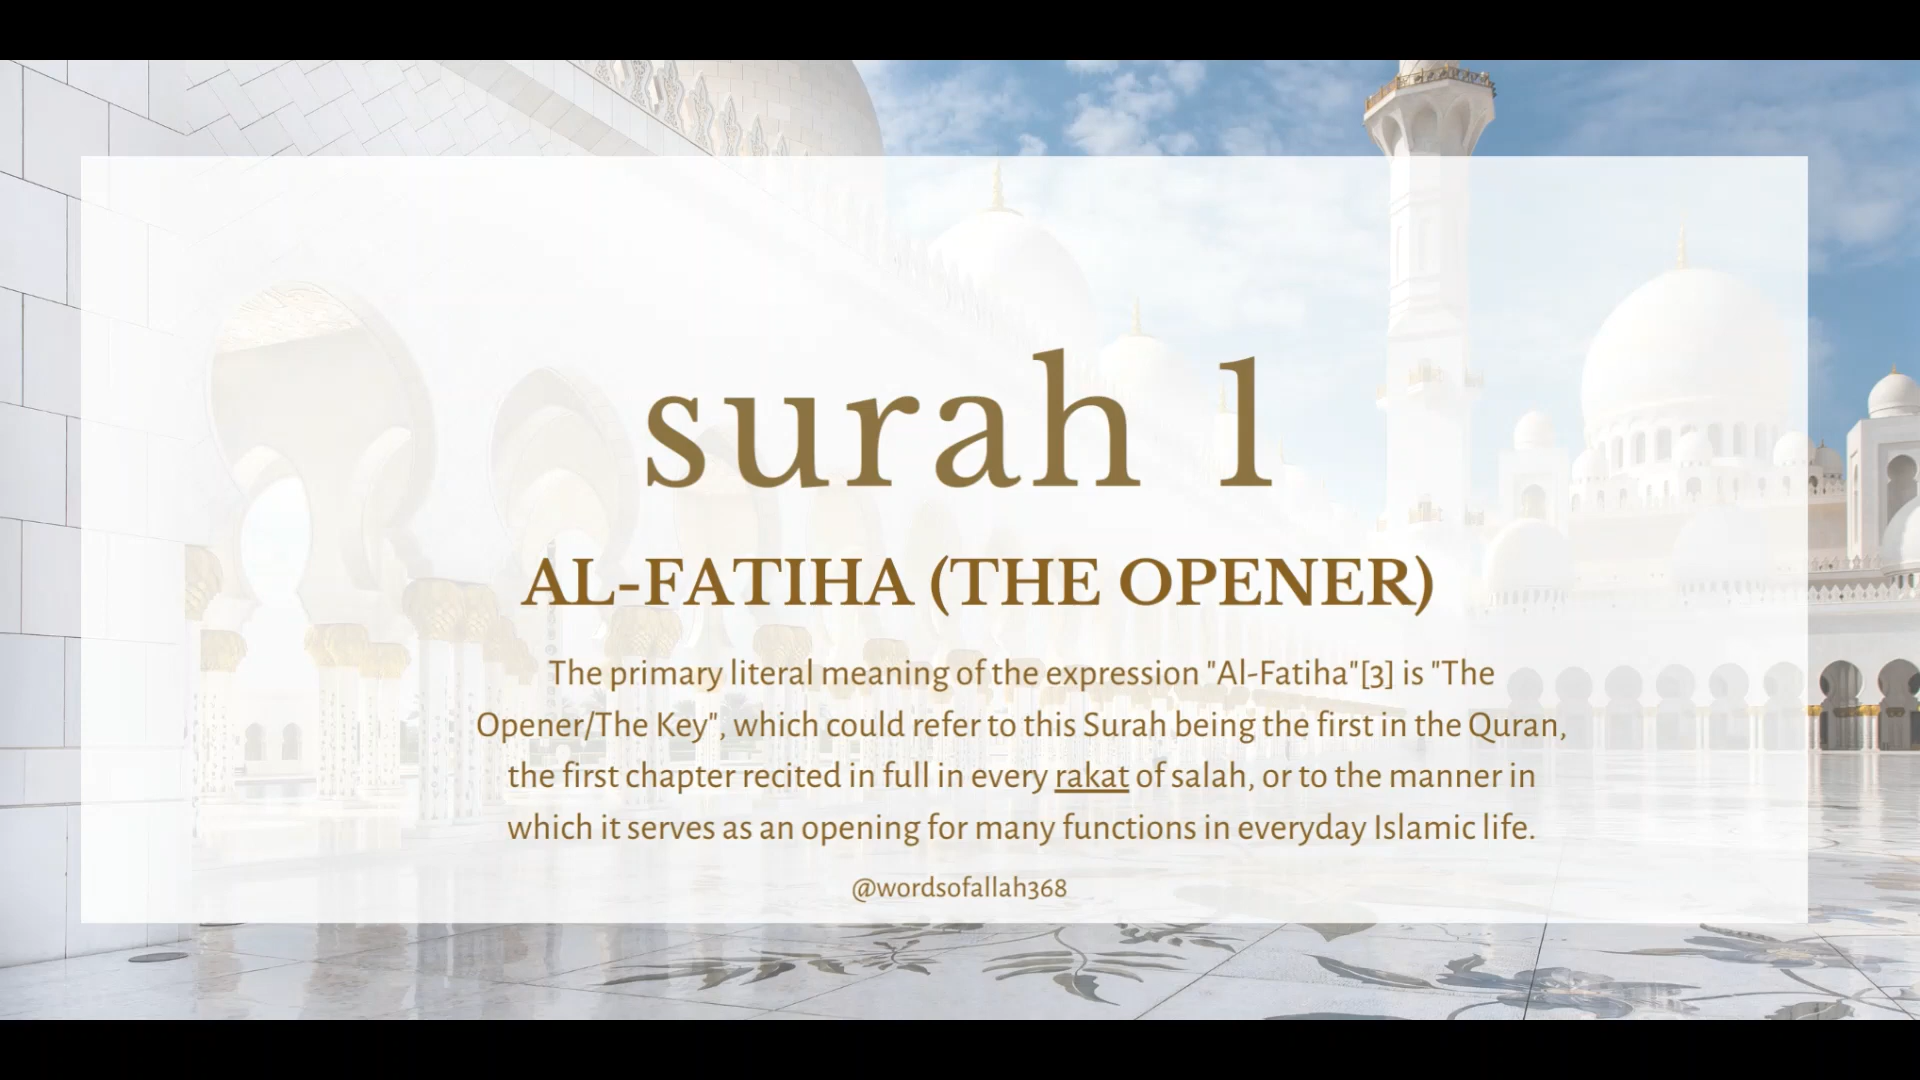 surah 1
AL-FATIHA (THE OPENER)
The primary literal meaning of the expression "Al-Fatiha"[3] is "The
Opener/The Key", which could refer to this Surah being the first in the Quran,
the first chapter recited in full in every rakat of salah, or to the manner in
which it serves as an opening for many functions in everyday Islamic life.
@wordsofallah368